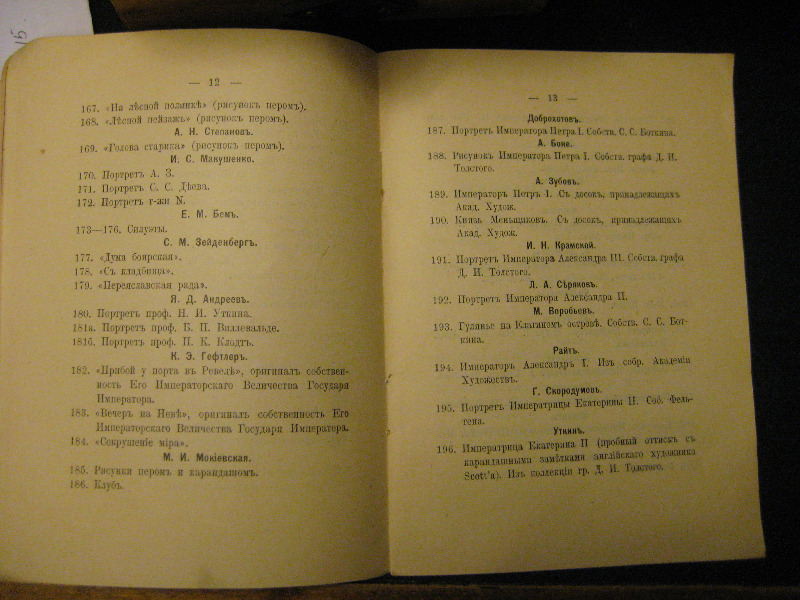 15
— 12 —
167. «На лѣсной полянкѣ» (рисунокъ перомъ).
168. «Лѣсной пейзажъ» (рисунокъ перомъ).
А. Н. Степановъ.
169. «Голова старика» (рисунокъ перомъ).
И. С. Макушенко.
170. Портретъ А. З.
171. Портретъ С. С. Дѣева.
172. Портретъ г-жи N.
Е. М. Бемъ.
173—176. Силуэты.
С. М. Зейденбергъ.
177. «Дума боярская».
178. «Съ кладбища».
179. «Переяславская рада».
Я. Д. Андреевъ.
180. Портретъ проф. Н. И. Уткина.
181а. Портретъ проф. Б. П. Виллевальде.
181б. Портретъ проф. П. К. Клодтъ.
К. Э. Гефтлеръ.
182. «Прибой у порта въ Ревелѣ», оригиналъ собствен-
ность Его Императорскаго Величества Государя
Императора.
183. «Вечеръ на Невѣ», оригиналъ собственность Его
Императорскаго Величества Государя Императора.
184. «Сокрушеніе міра».
М. И. Мокіевская.
185. Рисунки перомъ и карандашомъ.
186. Клубъ.
— 13 —
Доброхотовъ.
187. Портретъ Императора Петра I. Собств. С. С. Боткина.
А. Боне.
188. Рисунокъ Императора Петра I. Собств. графа Д. И.
Толстого.
А. Зубовъ.
189. Императоръ Петръ I. Съ досокъ, принадлежащихъ
Акад. Худож.
190. Князь Меньщиковъ. Съ досокъ, принадлежащихъ
Акад. Худож.
И. Н. Крамской.
191. Портретъ Императора Александра III. Собств. графа
Д. И. Толстого.
Л. А. Сѣряковъ.
192. Портретъ Императора Александра II.
М. Воробьевъ.
193. Гулянье на Елагиномъ островѣ. Собств. С. С. Бот-
кина.
Райтъ.
194. Императоръ Александръ I. Изъ собр. Академіи
Художествъ.
Г. Скородумовъ.
195. Портретъ Императрицы Екатерины II. Соб. Фель-
тена.
Уткинъ.
196. Императрица Екатерина II (пробный оттискъ съ
карандашными замѣтками англійскаго художника
Scott'a). Изъ коллекціи гр. Д. И. Толстого.